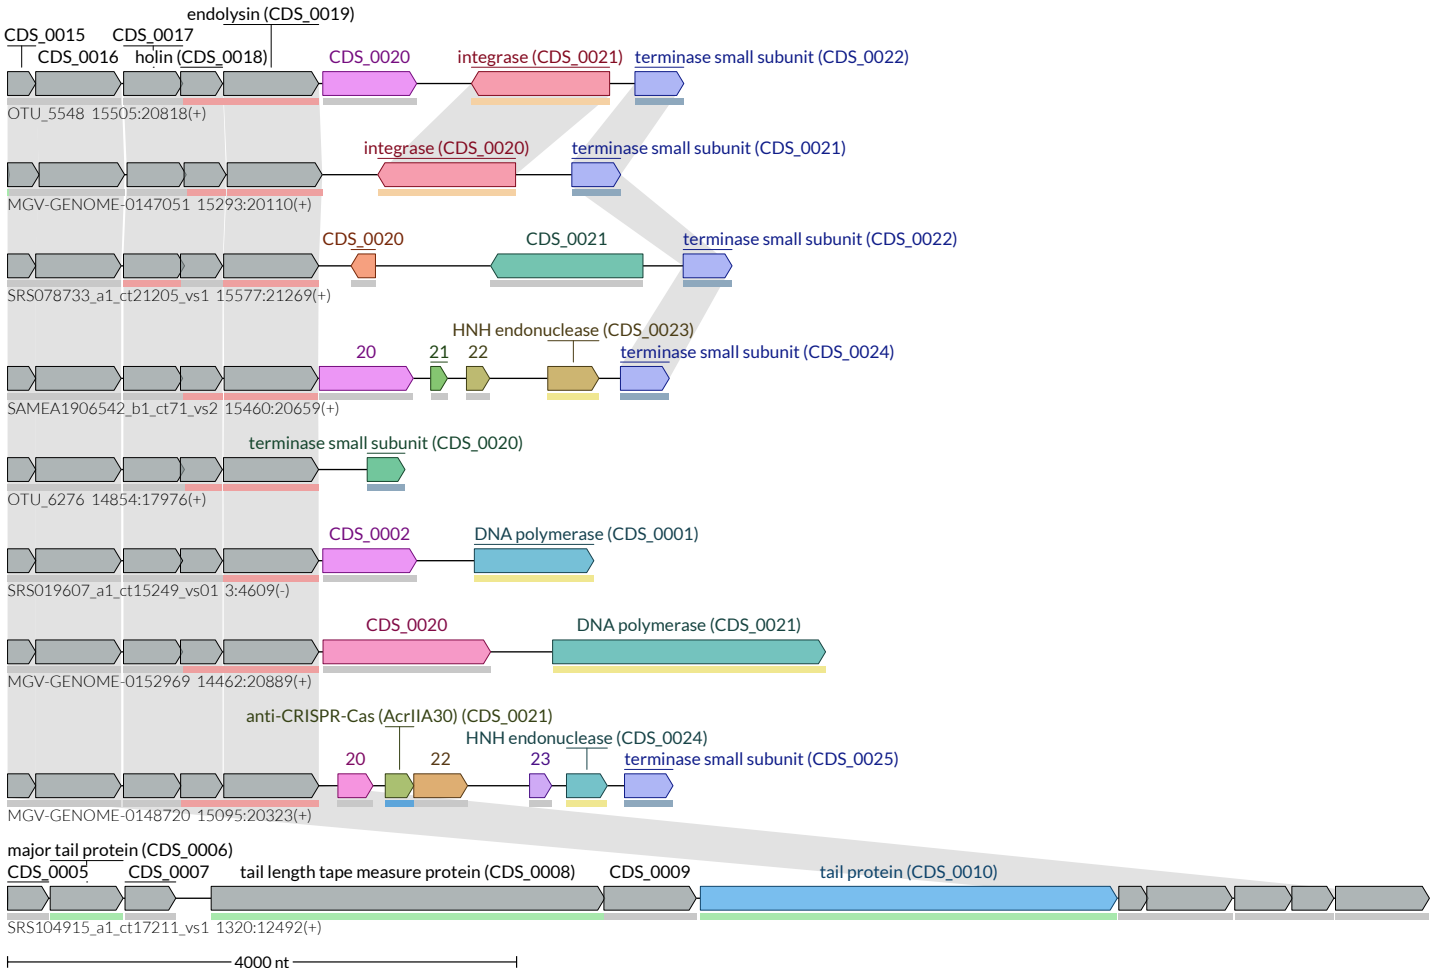 endolysin (CDS_0019)
CDS_0015 CDS_0017
CDS_0016 holin (CDS_0018) CDS_0020 integrase (CDS_0021) terminase small subunit (CDS_0022)
OTU_5548 15505:20818(+)
integrase (CDS_0020) terminase small subunit (CDS_0021)
MGV-GENOME-0147051 15293:20110(+)
CDS_0020 CDS_0021 terminase small subunit (CDS_0022)
SRS078733_a1_ct21205_vs1 15577:21269(+)
HNH endonuclease (CDS_0023)
20 21 22 terminase small subunit (CDS_0024)
SAMEA1906542_b1_ct71_vs2 15460:20659(+)
terminase small subunit (CDS_0020)
OTU_6276 14854:17976(+)
CDS_0002 DNA polymerase (CDS_0001)
SRS019607_a1_ct15249_vs01 3:4609(-)
CDS_0020 DNA polymerase (CDS_0021)
MGV-GENOME-0152969 14462:20889(+)
anti-CRISPR-Cas (AcrIIA30) (CDS_0021)
HNH endonuclease (CDS_0024)
20 22 23 terminase small subunit (CDS_0025)
MGV-GENOME-0148720 15095:20323(+)
major tail protein (CDS_0006)
CDS_0005 CDS_0007 tail length tape measure protein (CDS_0008) CDS_0009 tail protein (CDS_0010)
SRS104915_a1_ct17211_vs1 1320:12492(+)
4000 nt